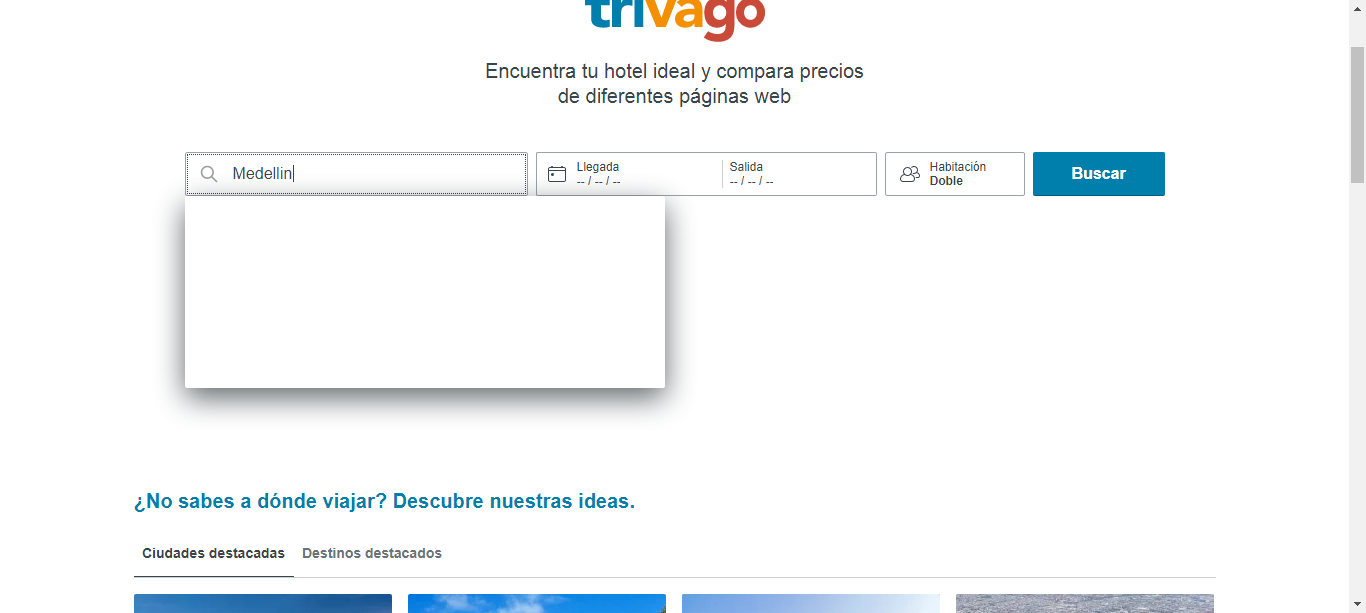 trivago
Encuentra tu hotel ideal y compara precios
de diferentes páginas web
Medellin
Llegada
-- / -- / --
Salida
-- / -- / --
Habitación
Doble
Buscar
¿No sabes a dónde viajar? Descubre nuestras ideas.
Ciudades destacadas
Destinos destacados